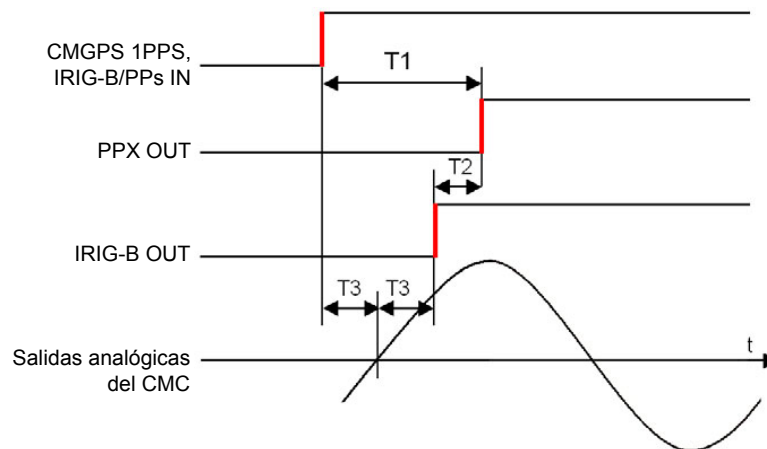 CMGPS 1PPS,
IRIG-B/PPs IN
T1
PPX OUT
T2
IRIG-B OUT
T3
T3
Salidas analógicas
del CMC
t